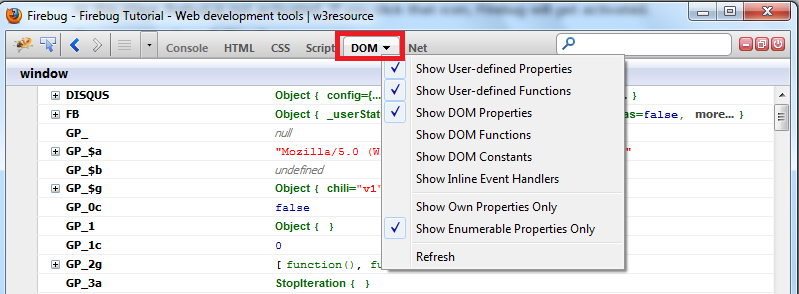 Firebug - Firebug Tutorial - Web development tools | w3resource
Console HTML CSS Script DOM Net
window
Show User-defined Properties
Show User-defined Functions
Show DOM Properties
Show DOM Functions
Show DOM Constants
Show Inline Event Handlers
Show Own Properties Only
Show Enumerable Properties Only
Refresh
DISQUS Object { config={... }
FB Object { _userStat as=false, more... }
GP_ null
GP_$a "Mozilla/5.0 (W "
GP_$b undefined
GP_$g Object { chili="v1"
GP_0c false
GP_1 Object { }
GP_1c 0
GP_2g [ function(), fu
GP_3a StopIteration { }